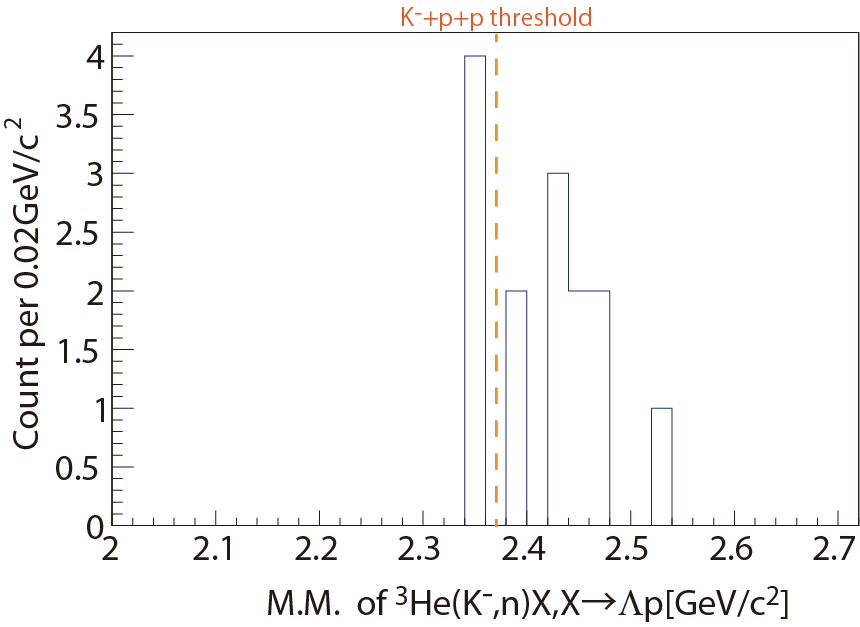 K⁻+p+p threshold
Count per 0.02GeV/c²
4
3.5
3
2.5
2
1.5
1
0.5
0
2 2.1 2.2 2.3 2.4 2.5 2.6 2.7
M.M. of ³He(K⁻,n)X,X→Λp[GeV/c²]